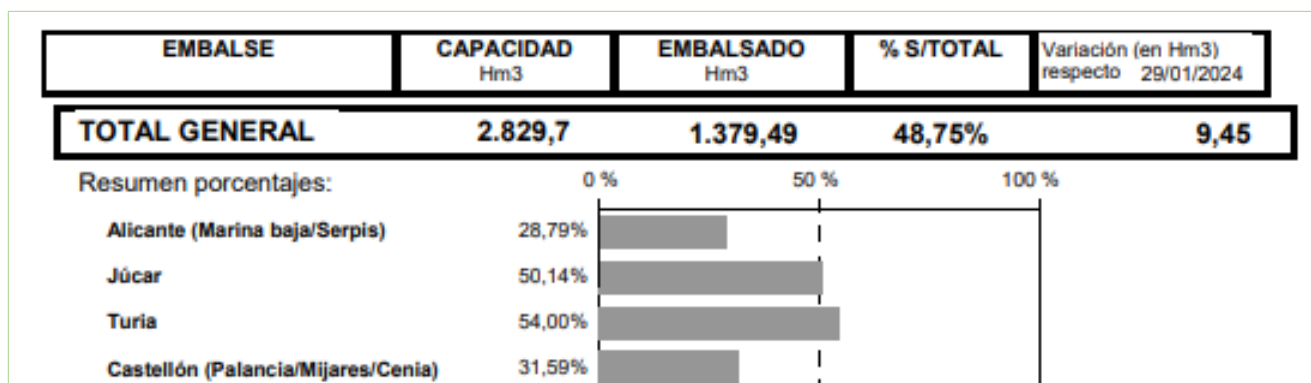 EMBALSE CAPACIDAD EMBALSADO % S/TOTAL Variación (en Hm3)
Hm3 Hm3 respecto 29/01/2024
TOTAL GENERAL 2.829,7 1.379,49 48,75% 9,45
Resumen porcentajes: 0 % 50 % 100 %
Alicante (Marina baja/Serpis) 28,79%
Júcar 50,14%
Turia 54,00%
Castellón (Palancia/Mijares/Cenia) 31,59%